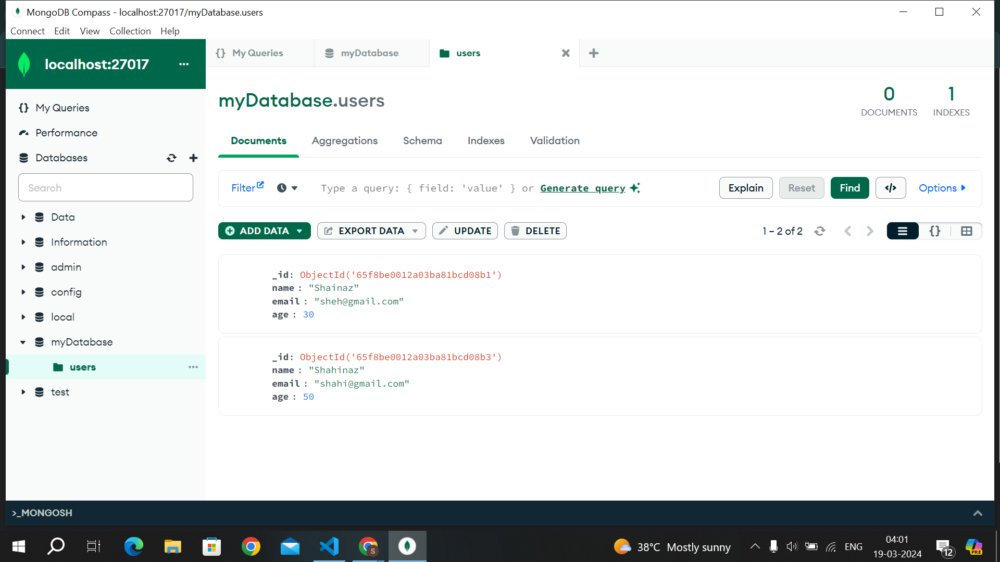 MongoDB Compass - localhost:27017/myDatabase.users
Connect Edit View Collection Help
localhost:27017 ...
{} My Queries
myDatabase
users
myDatabase.users
0
DOCUMENTS
1
INDEXES
{} My Queries
Performance
Databases
Search
Data
Information
admin
config
local
myDatabase
users ...
test
Documents Aggregations Schema Indexes Validation
Filter Type a query: { field: 'value' } or Generate query Explain Reset Find </> Options
ADD DATA EXPORT DATA UPDATE DELETE 1 – 2 of 2 {}
_id: ObjectId('65f8be0012a03ba81bcd08b1')
name : "Shainaz"
email : "sheh@gmail.com"
age : 30
_id: ObjectId('65f8be0012a03ba81bcd08b3')
name : "Shahinaz"
email : "shahi@gmail.com"
age : 50
>_MONGOSH
S
38°C Mostly sunny
ENG
04:01
19-03-2024
12
PRE